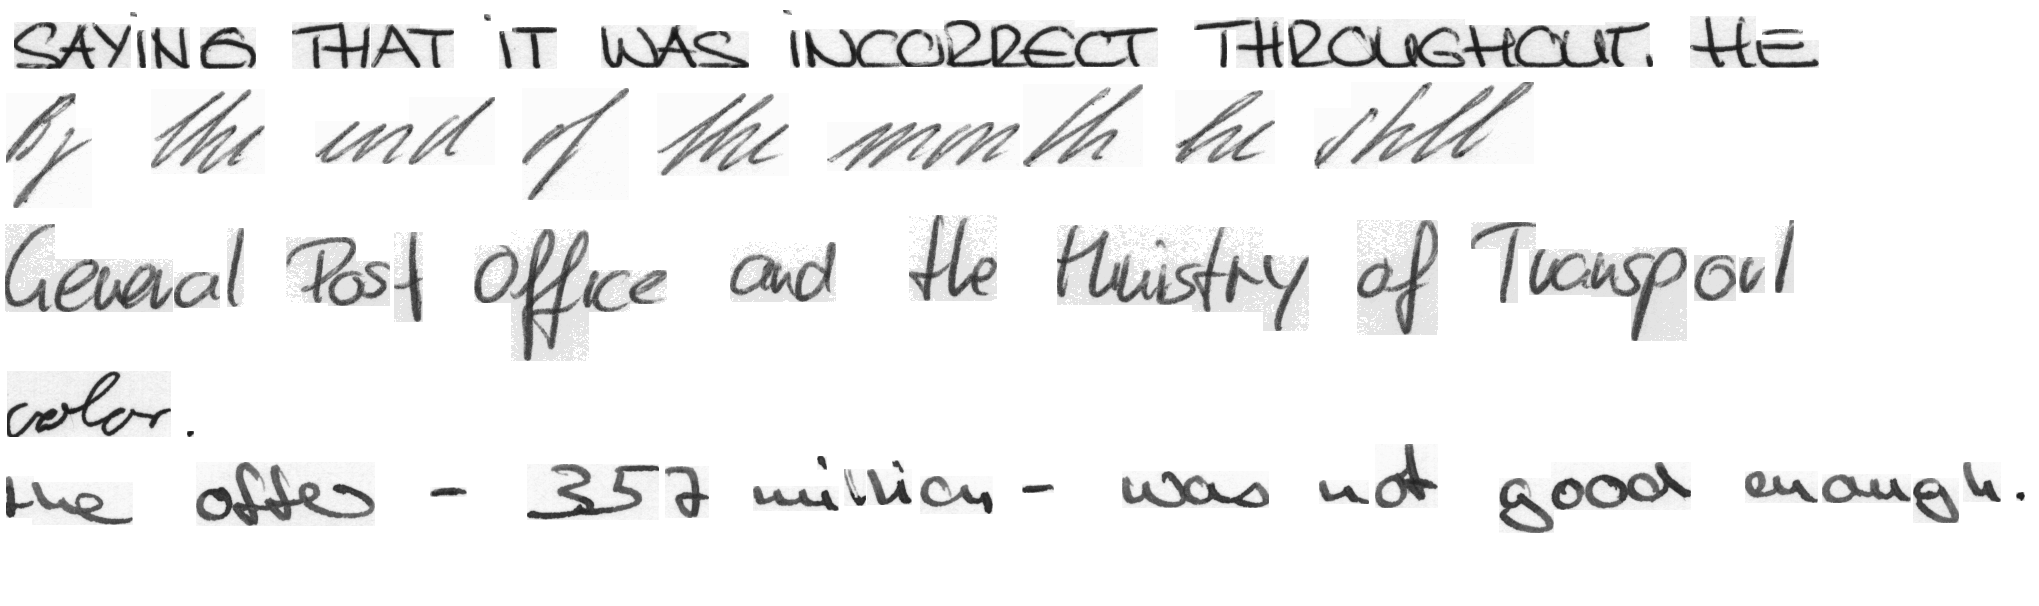 SAYING THAT IT WAS INCORRECT THROUGHOUT. HE
By the end of the month he still
General Post Office and the Ministry of Transport
color.
the offer - 357 million - was not good enough.